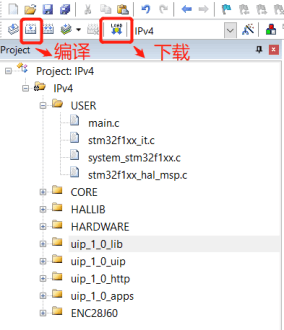 LOAD
IPv4
编译 下载
Project
Project: IPv4
IPv4
USER
main.c
stm32f1xx_it.c
system_stm32f1xx.c
stm32f1xx_hal_msp.c
CORE
HALLIB
HARDWARE
uip_1_0_lib
uip_1_0_uip
uip_1_0_http
uip_1_0_apps
ENC28J60